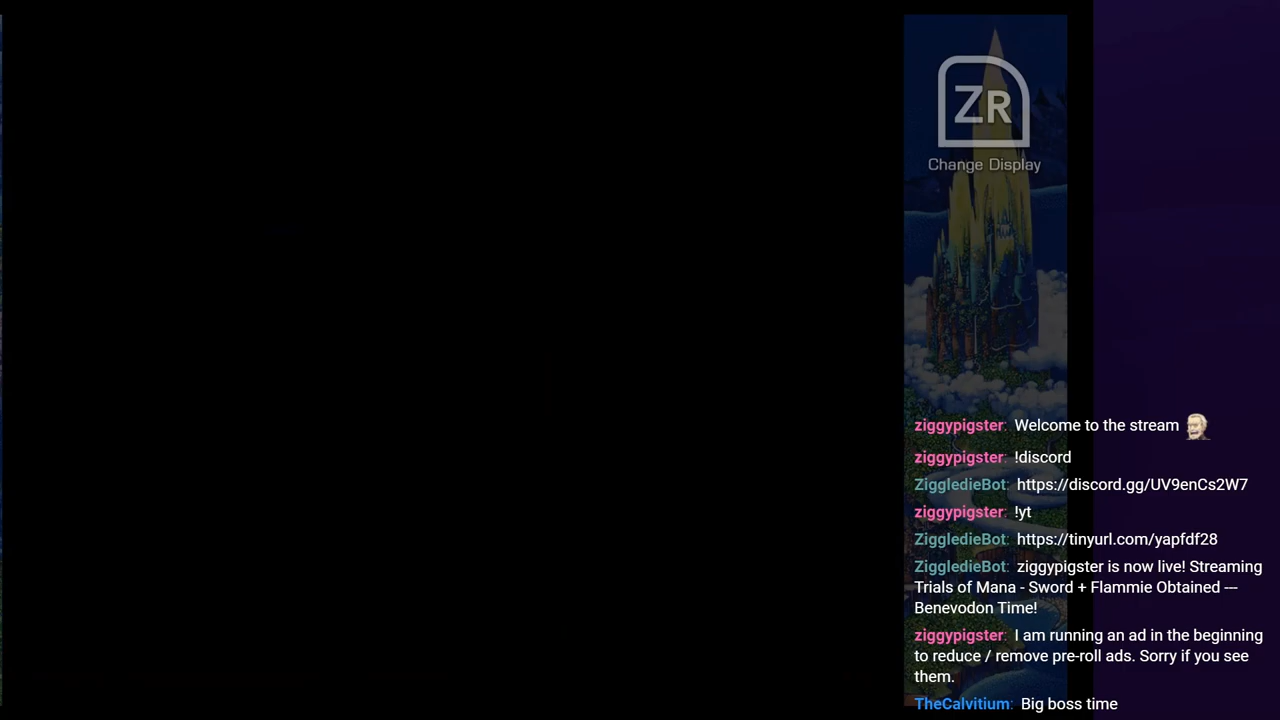 ZR
Change Display
ziggypigster: Welcome to the stream
ziggypigster: !discord
ZiggledieBot: https://discord.gg/UV9enCs2W7
ziggypigster: !yt
ZiggledieBot: https://tinyurl.com/yapfdf28
ZiggledieBot: ziggypigster is now live! Streaming
Trials of Mana - Sword + Flammie Obtained ---
Benevodon Time!
ziggypigster: I am running an ad in the beginning
to reduce / remove pre-roll ads. Sorry if you see
them.
TheCalvitium: Big boss time